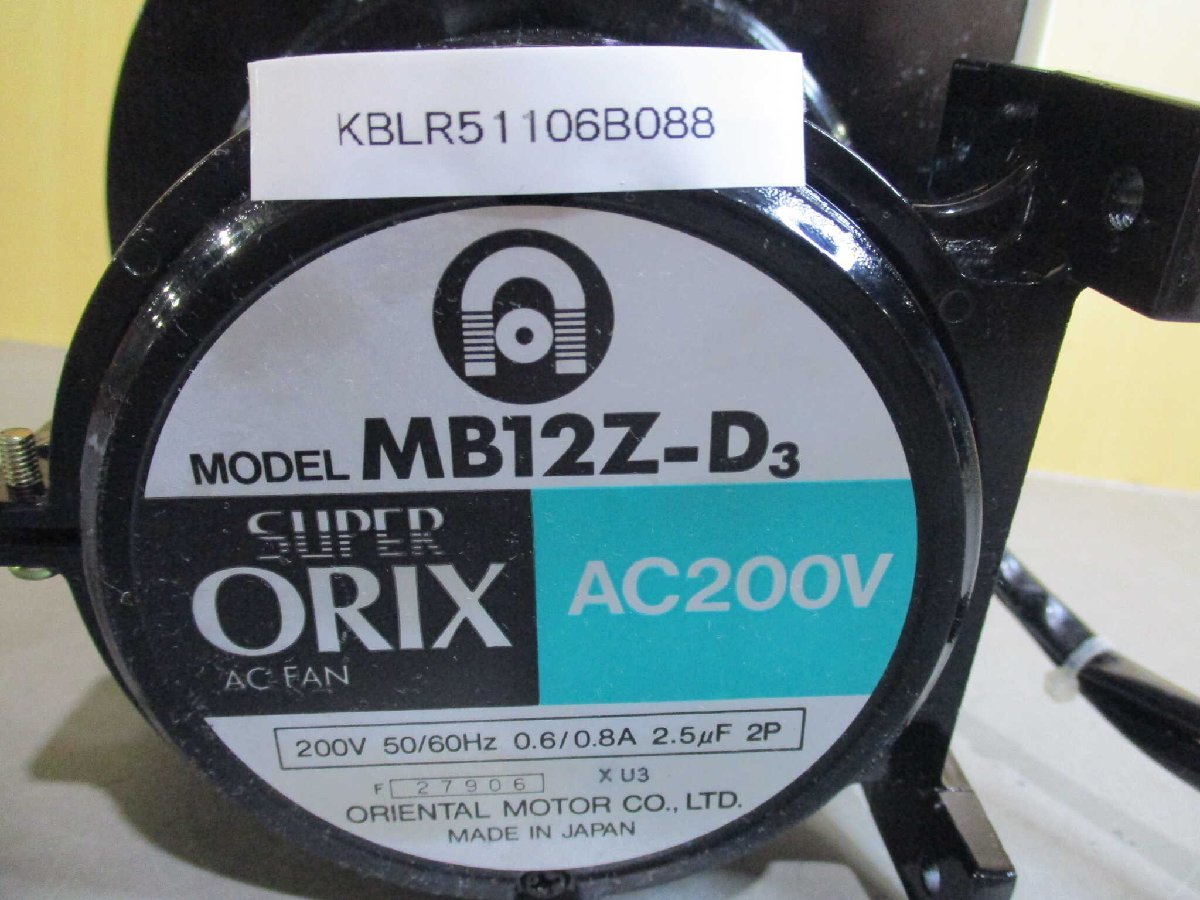 KBLR51106B088
MODEL MB12Z-D3
SUPER
ORIX
AC FAN
AC200V
200V 50/60Hz 0.6/0.8A 2.5µF 2P
F 27906 X U3
ORIENTAL MOTOR CO., LTD.
MADE IN JAPAN